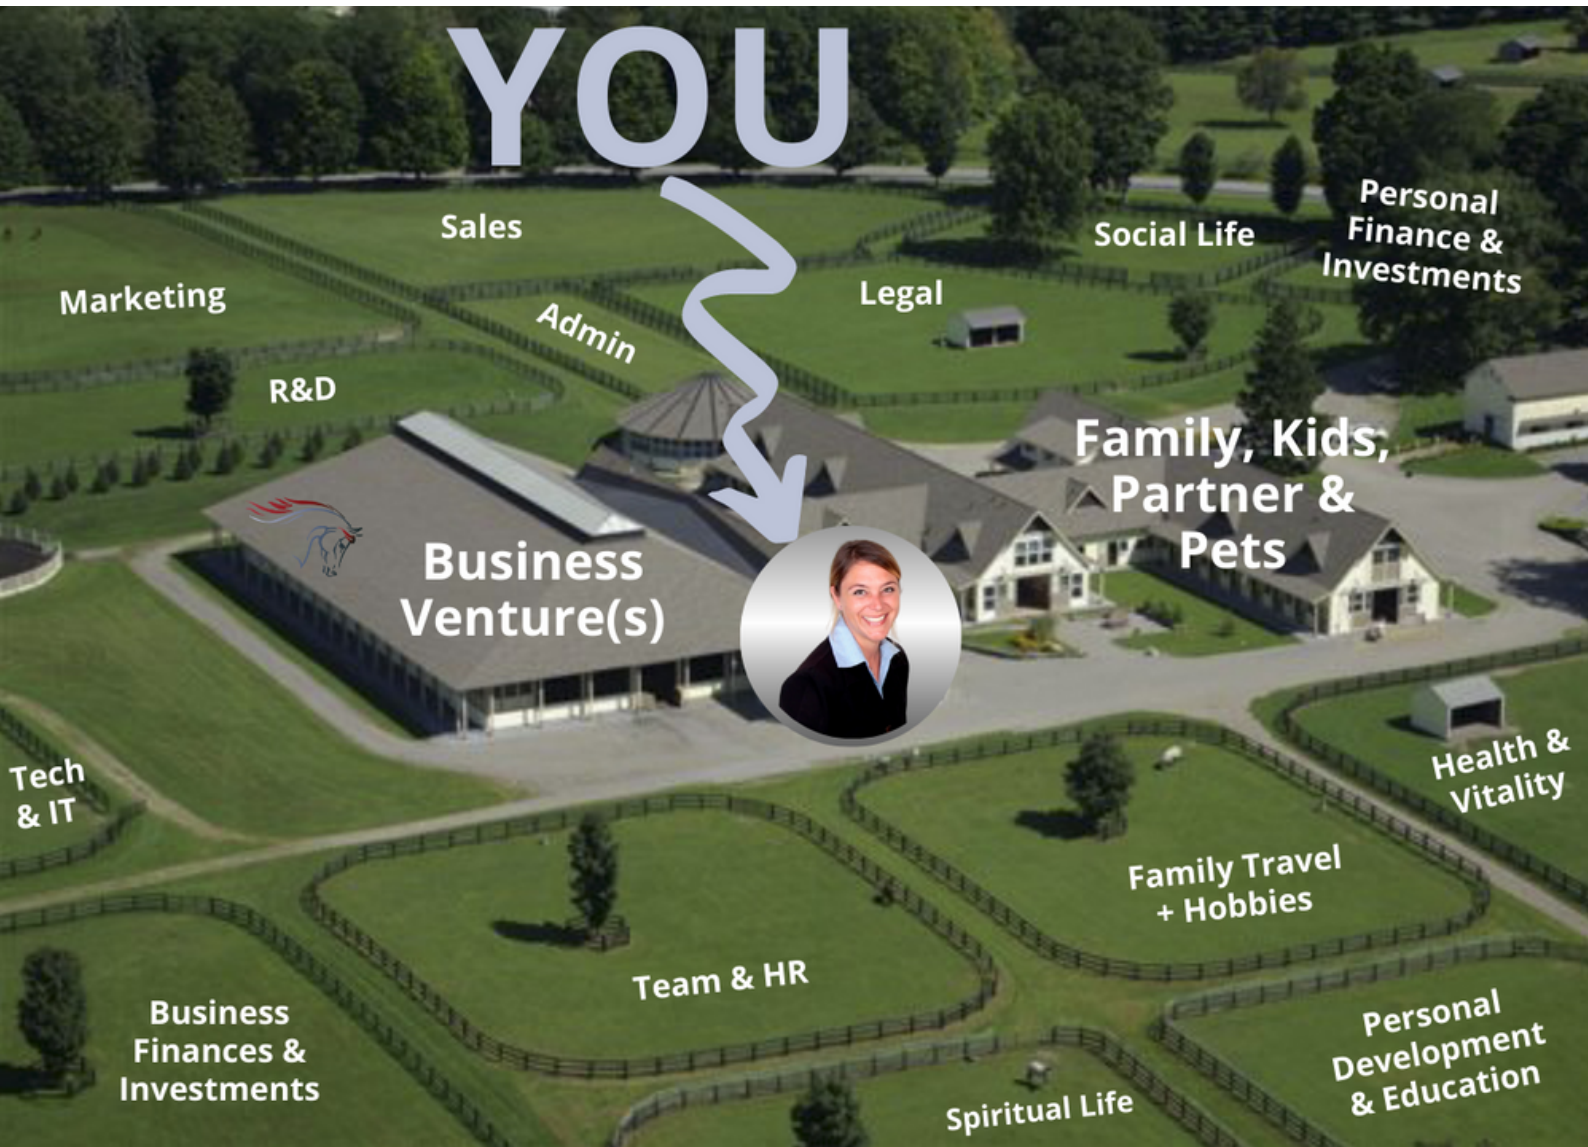 YOU
Sales
Social Life
Personal
Finance &
Investments
Marketing
Legal
Admin
R&D
Family, Kids,
Partner &
Pets
Business
Venture(s)
Tech
& IT
Health &
Vitality
Family Travel
+ Hobbies
Team & HR
Business
Finances &
Investments
Personal
Development
& Education
Spiritual Life